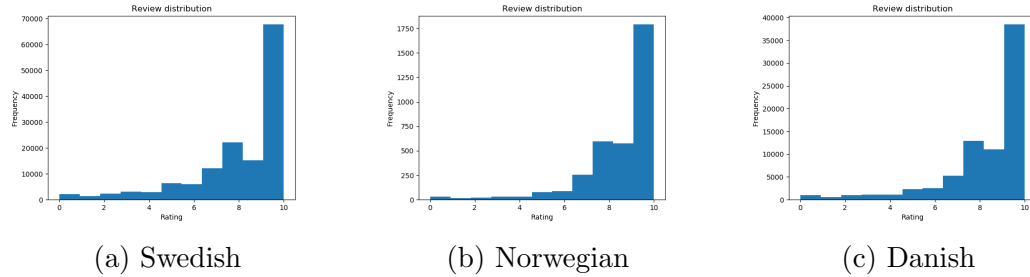 Review distribution
70000
60000
50000
40000
30000
20000
10000
0
Frequency
0 2 4 6 8 10
Rating
(a) Swedish
Review distribution
1750
1500
1250
1000
750
500
250
0
Frequency
0 2 4 6 8 10
Rating
(b) Norwegian
Review distribution
40000
35000
30000
25000
20000
15000
10000
5000
0
Frequency
0 2 4 6 8 10
Rating
(c) Danish